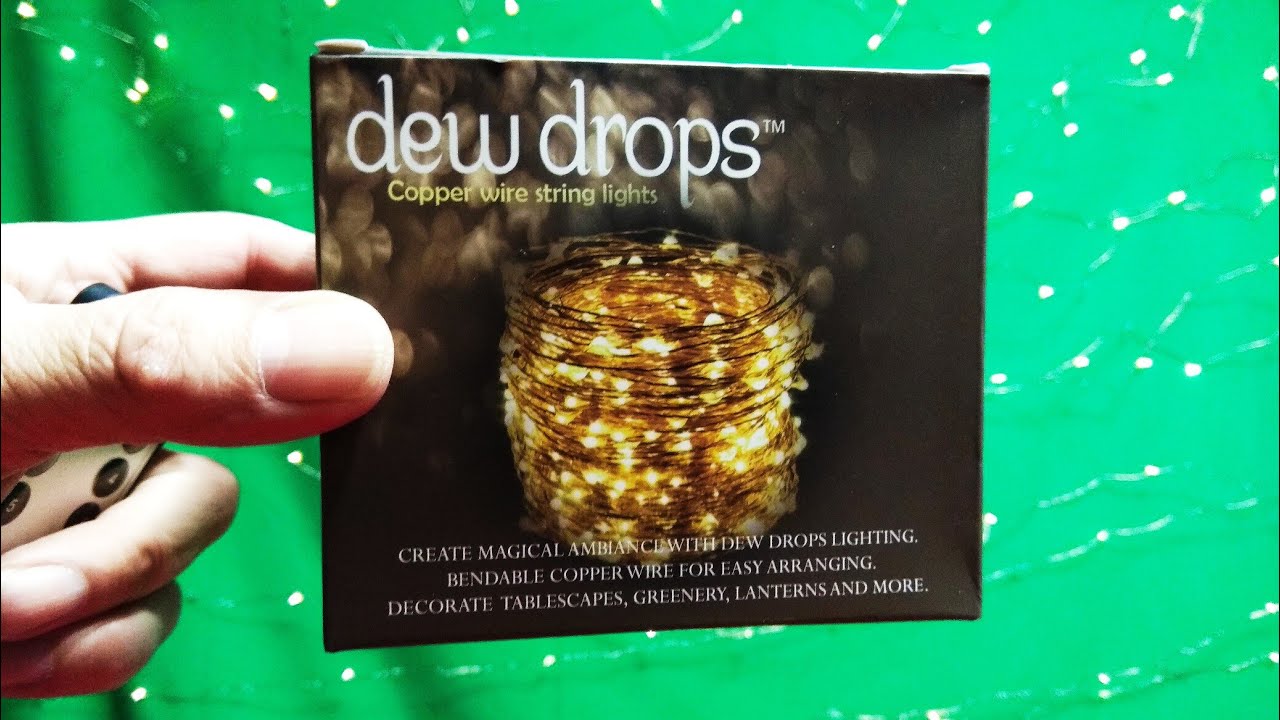 dew drops™
Copper wire string lights
CREATE MAGICAL AMBIANCE WITH DEW DROPS LIGHTING.
BENDABLE COPPER WIRE FOR EASY ARRANGING.
DECORATE TABLESCAPES, GREENERY, LANTERNS AND MORE.